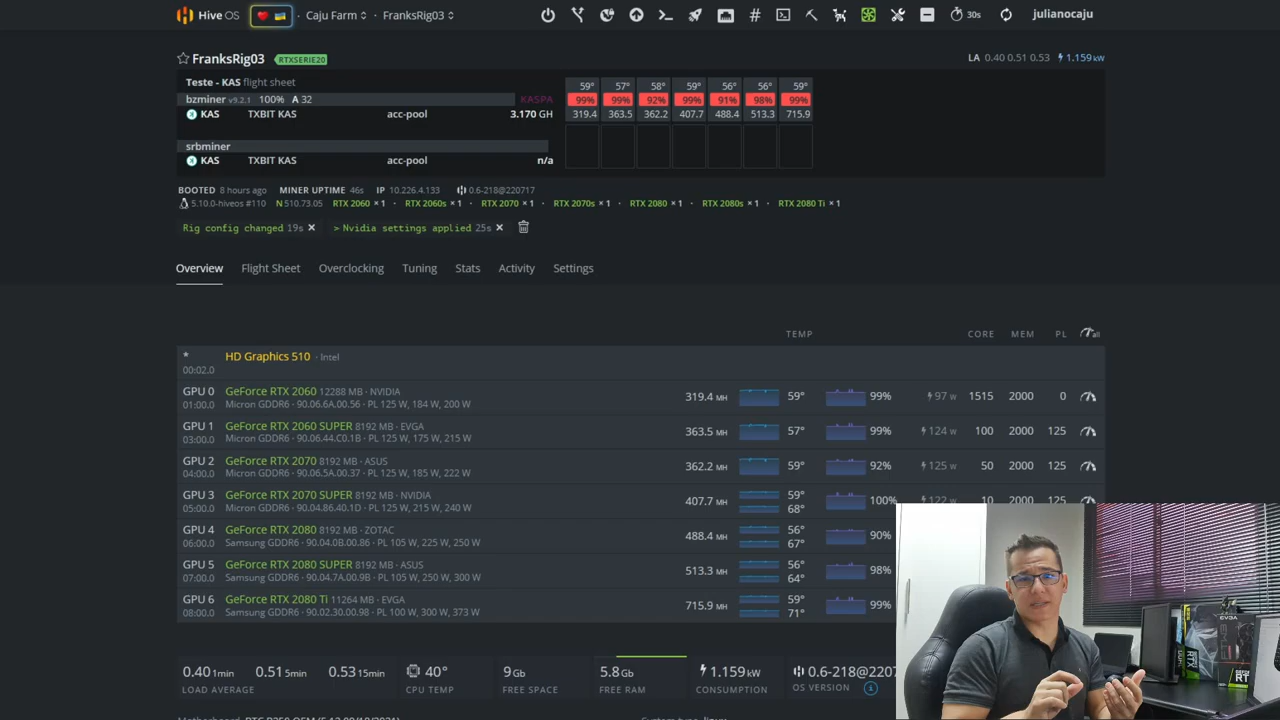 Hive OS Caju Farm FranksRig03 30s julianocaju
FranksRig03 RTXSERIE20 LA 0.40 0.51 0.53 1.159 kW
Teste - KAS flight sheet 59° 57° 58° 59° 56° 56° 59°
bzminer v9.2.1 100% A 32 KASPA 99% 99% 92% 99% 91% 98% 99%
KAS TXBIT KAS acc-pool 3.170 GH 319.4 363.5 362.2 407.7 488.4 513.3 715.9
srbminer
KAS TXBIT KAS acc-pool n/a
BOOTED 8 hours ago MINER UPTIME 46s IP 10.226.4.133 0.6-218@220717
5.10.0-hiveos #110 N 510.73.05 RTX 2060 × 1 · RTX 2060s × 1 · RTX 2070 × 1 · RTX 2070s × 1 · RTX 2080 × 1 · RTX 2080s × 1 · RTX 2080 Ti × 1
Rig config changed 19s × > Nvidia settings applied 25s ×
Overview Flight Sheet Overclocking Tuning Stats Activity Settings
TEMP CORE MEM PL all
* HD Graphics 510 · Intel
00:02.0
GPU 0 GeForce RTX 2060 12288 MB · NVIDIA 319.4 MH 59° 99% 97 W 1515 2000 0
01:00.0 Micron GDDR6 · 90.06.6A.00.56 · PL 125 W, 184 W, 200 W
GPU 1 GeForce RTX 2060 SUPER 8192 MB · EVGA 363.5 MH 57° 99% 124 W 100 2000 125
03:00.0 Micron GDDR6 · 90.06.44.C0.1B · PL 125 W, 175 W, 215 W
GPU 2 GeForce RTX 2070 8192 MB · ASUS 362.2 MH 59° 92% 125 W 50 2000 125
04:00.0 Micron GDDR6 · 90.06.5A.00.37 · PL 125 W, 185 W, 222 W
GPU 3 GeForce RTX 2070 SUPER 8192 MB · NVIDIA 407.7 MH 59° 100% 122 W 10 2000 125
05:00.0 Micron GDDR6 · 90.04.86.40.1D · PL 125 W, 215 W, 240 W 68°
GPU 4 GeForce RTX 2080 8192 MB · ZOTAC 488.4 MH 56° 90%
06:00.0 Samsung GDDR6 · 90.04.0B.00.86 · PL 105 W, 225 W, 250 W 67°
GPU 5 GeForce RTX 2080 SUPER 8192 MB · ASUS 513.3 MH 56° 98%
07:00.0 Samsung GDDR6 · 90.04.7A.00.9B · PL 105 W, 250 W, 300 W 64°
GPU 6 GeForce RTX 2080 Ti 11264 MB · EVGA 715.9 MH 59° 99%
08:00.0 Samsung GDDR6 · 90.02.30.00.98 · PL 100 W, 300 W, 373 W 71°
0.40 1min 0.51 5min 0.53 15min 40° 9 Gb 5.8 Gb 1.159 kW 0.6-218@2207
LOAD AVERAGE CPU TEMP FREE SPACE FREE RAM CONSUMPTION OS VERSION
EVGA
RTX
RT